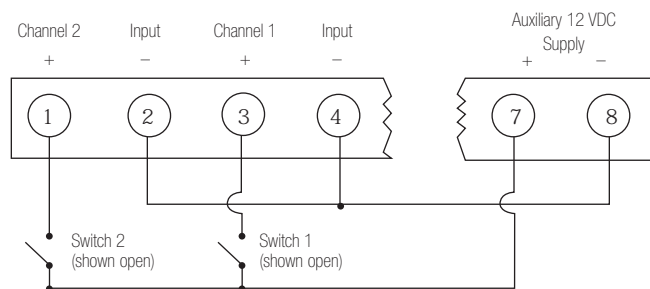 Channel 2 Input Channel 1 Input
+ – + –
Auxiliary 12 VDC
Supply
+ –
1 2 3 4 7 8
Switch 2
(shown open)
Switch 1
(shown open)